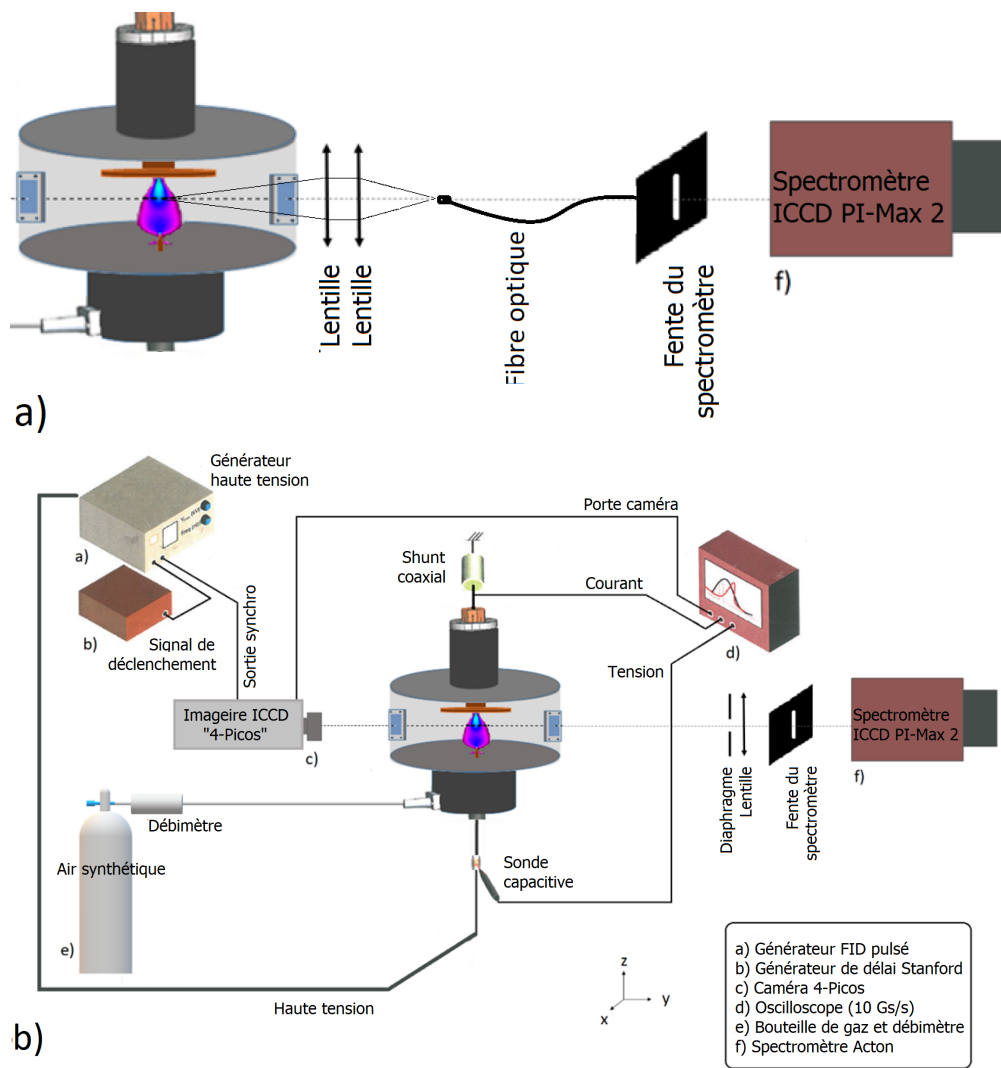 Lentille
Lentille
Fibre optique
Fente du
spectromètre
Spectromètre
ICCD PI-Max 2
f)
a)
Générateur
haute tension
a)
b)
Signal de
déclenchement
Sortie synchro
Porte caméra
Shunt
coaxial
Courant
Tension
d)
Imageire ICCD
"4-Picos"
c)
Diaphragme
Lentille
Fente du
spectromètre
Spectromètre
ICCD PI-Max 2
f)
Débimètre
Air synthétique
e)
Sonde
capacitive
Haute tension
z
y
x
a) Générateur FID pulsé
b) Générateur de délai Stanford
c) Caméra 4-Picos
d) Oscilloscope (10 Gs/s)
e) Bouteille de gaz et débimètre
f) Spectromètre Acton
b)